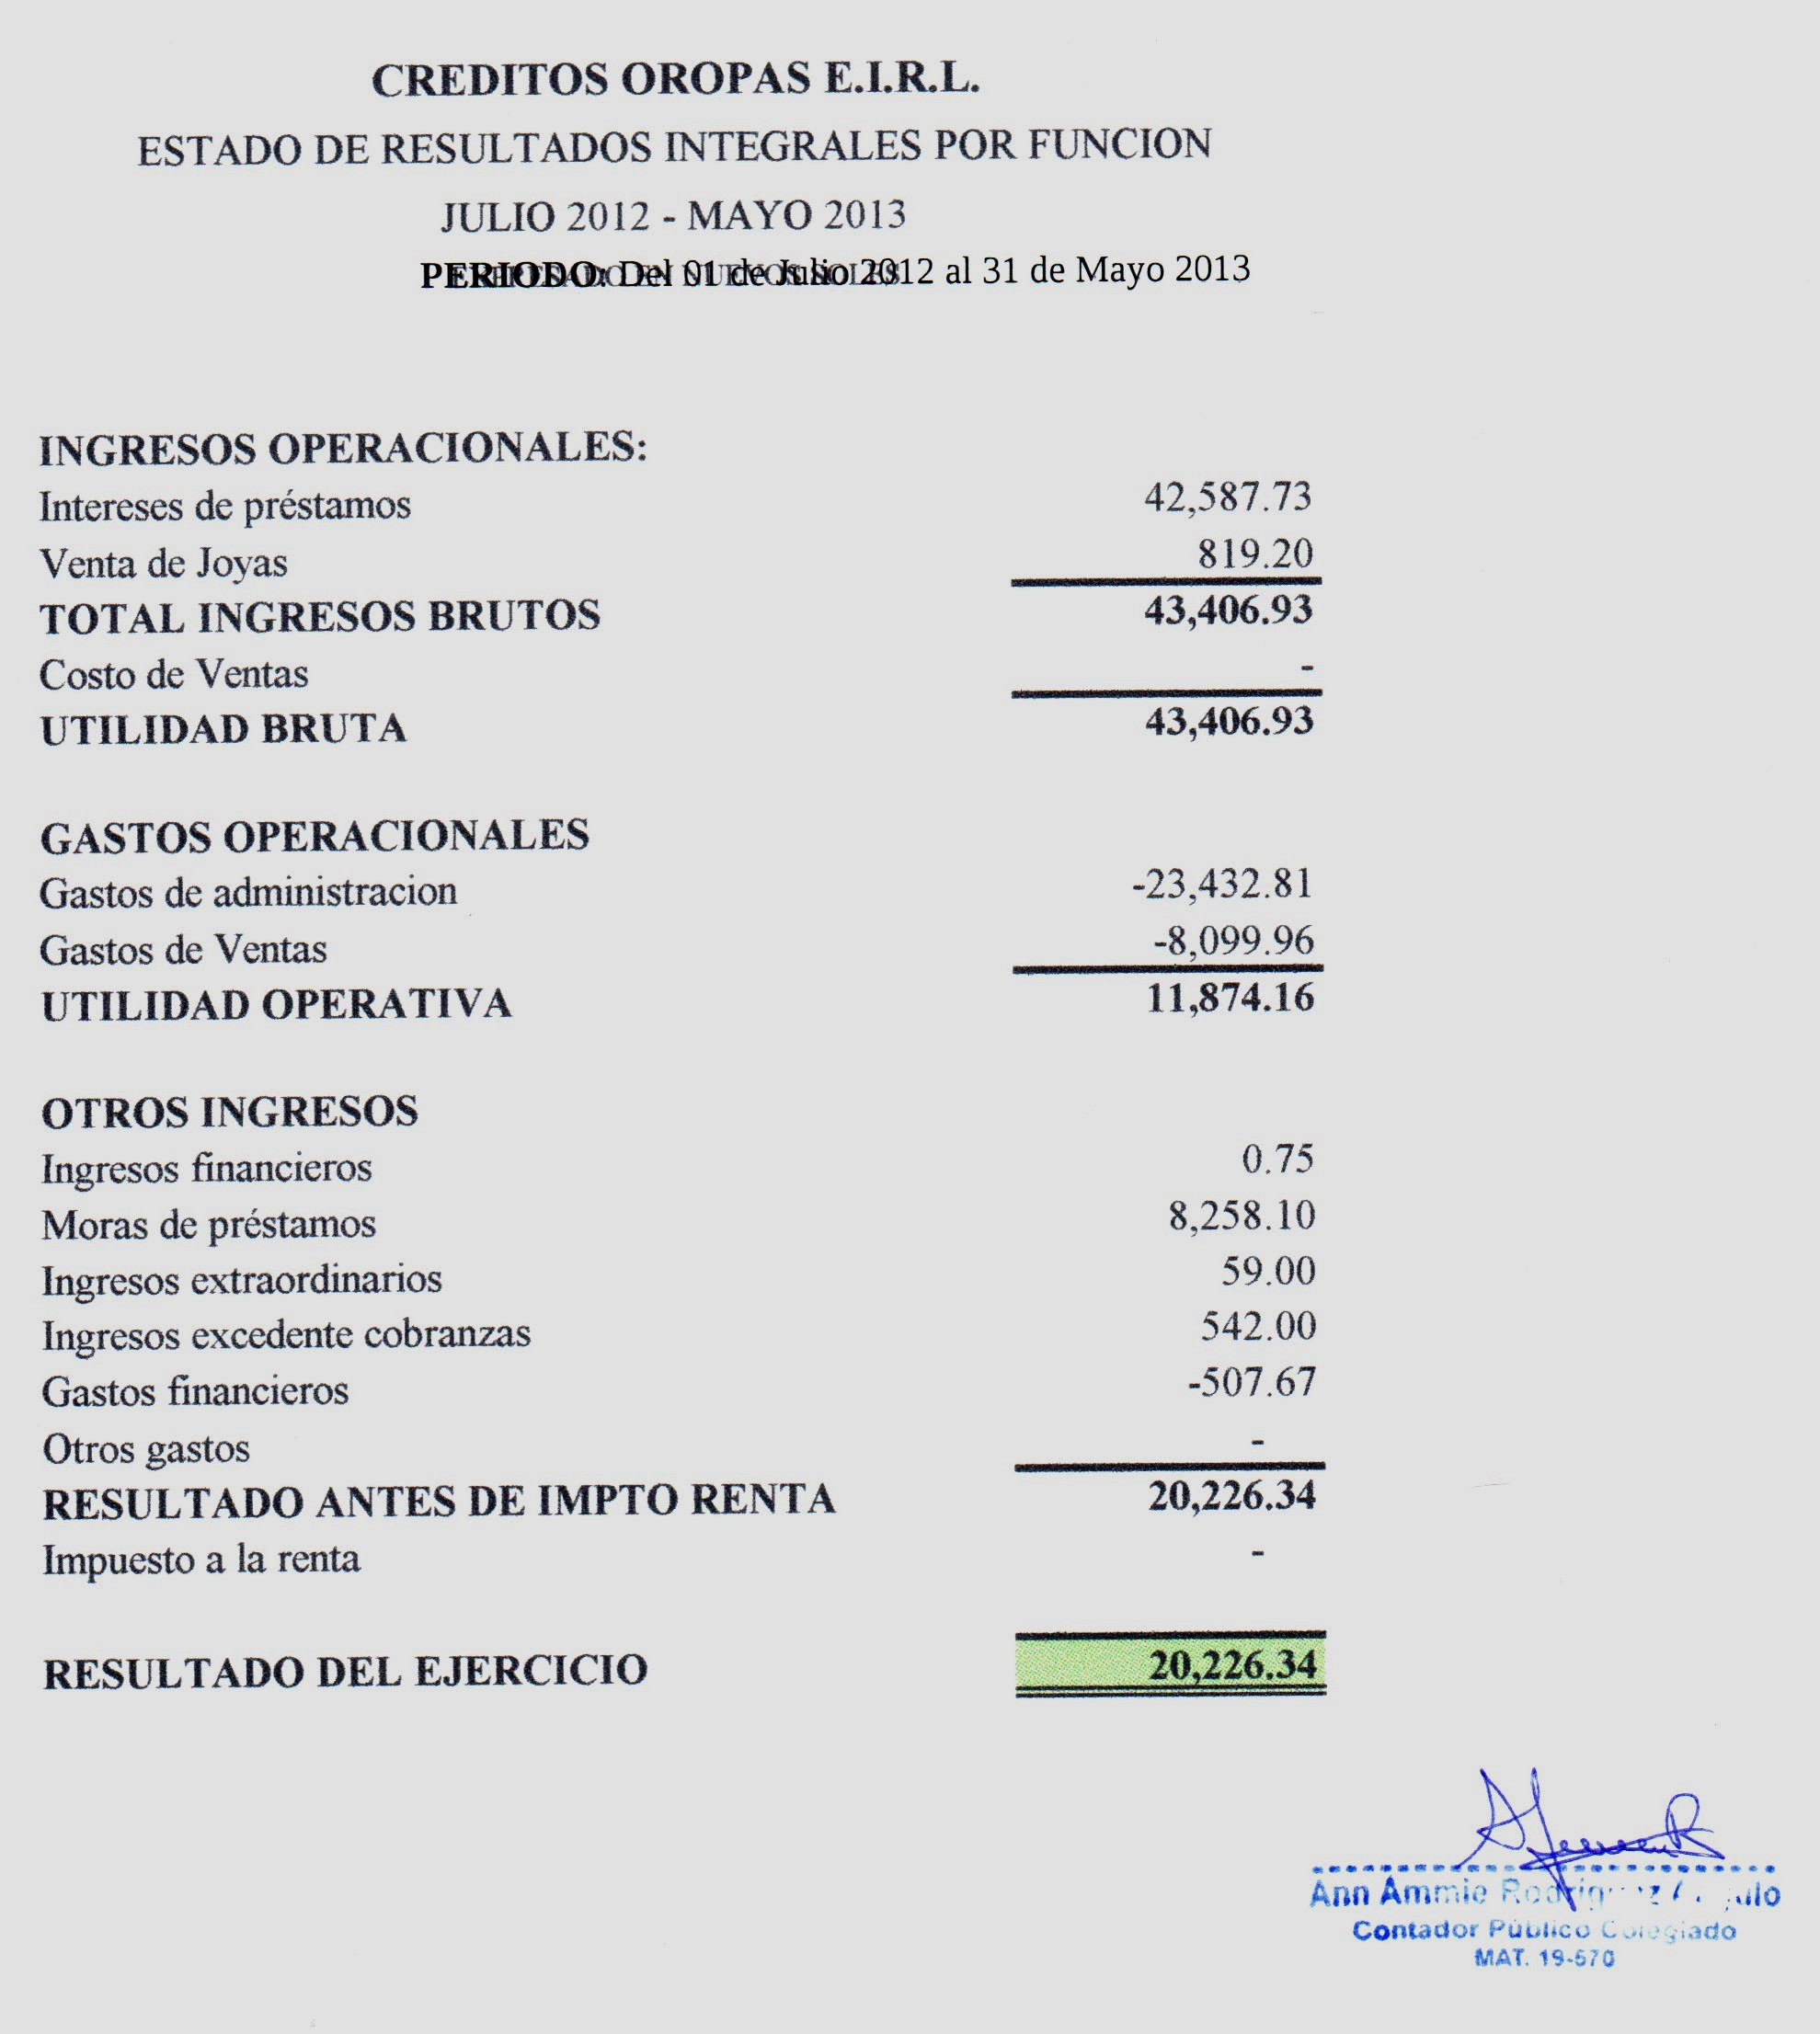 CREDITOS OROPAS E.I.R.L.
ESTADO DE RESULTADOS INTEGRALES POR FUNCION
JULIO 2012 - MAYO 2013
PERIODO: Del 01 de Julio 2012 al 31 de Mayo 2013
INGRESOS OPERACIONALES:
Intereses de préstamos 42,587.73
Venta de Joyas 819.20
TOTAL INGRESOS BRUTOS 43,406.93
Costo de Ventas -
UTILIDAD BRUTA 43,406.93
GASTOS OPERACIONALES
Gastos de administracion -23,432.81
Gastos de Ventas -8,099.96
UTILIDAD OPERATIVA 11,874.16
OTROS INGRESOS
Ingresos financieros 0.75
Moras de préstamos 8,258.10
Ingresos extraordinarios 59.00
Ingresos excedente cobranzas 542.00
Gastos financieros -507.67
Otros gastos -
RESULTADO ANTES DE IMPTO RENTA 20,226.34
Impuesto a la renta -
RESULTADO DEL EJERCICIO 20,226.34
Ann Ammie
Contador Público Colegiado
MAT. 19-570